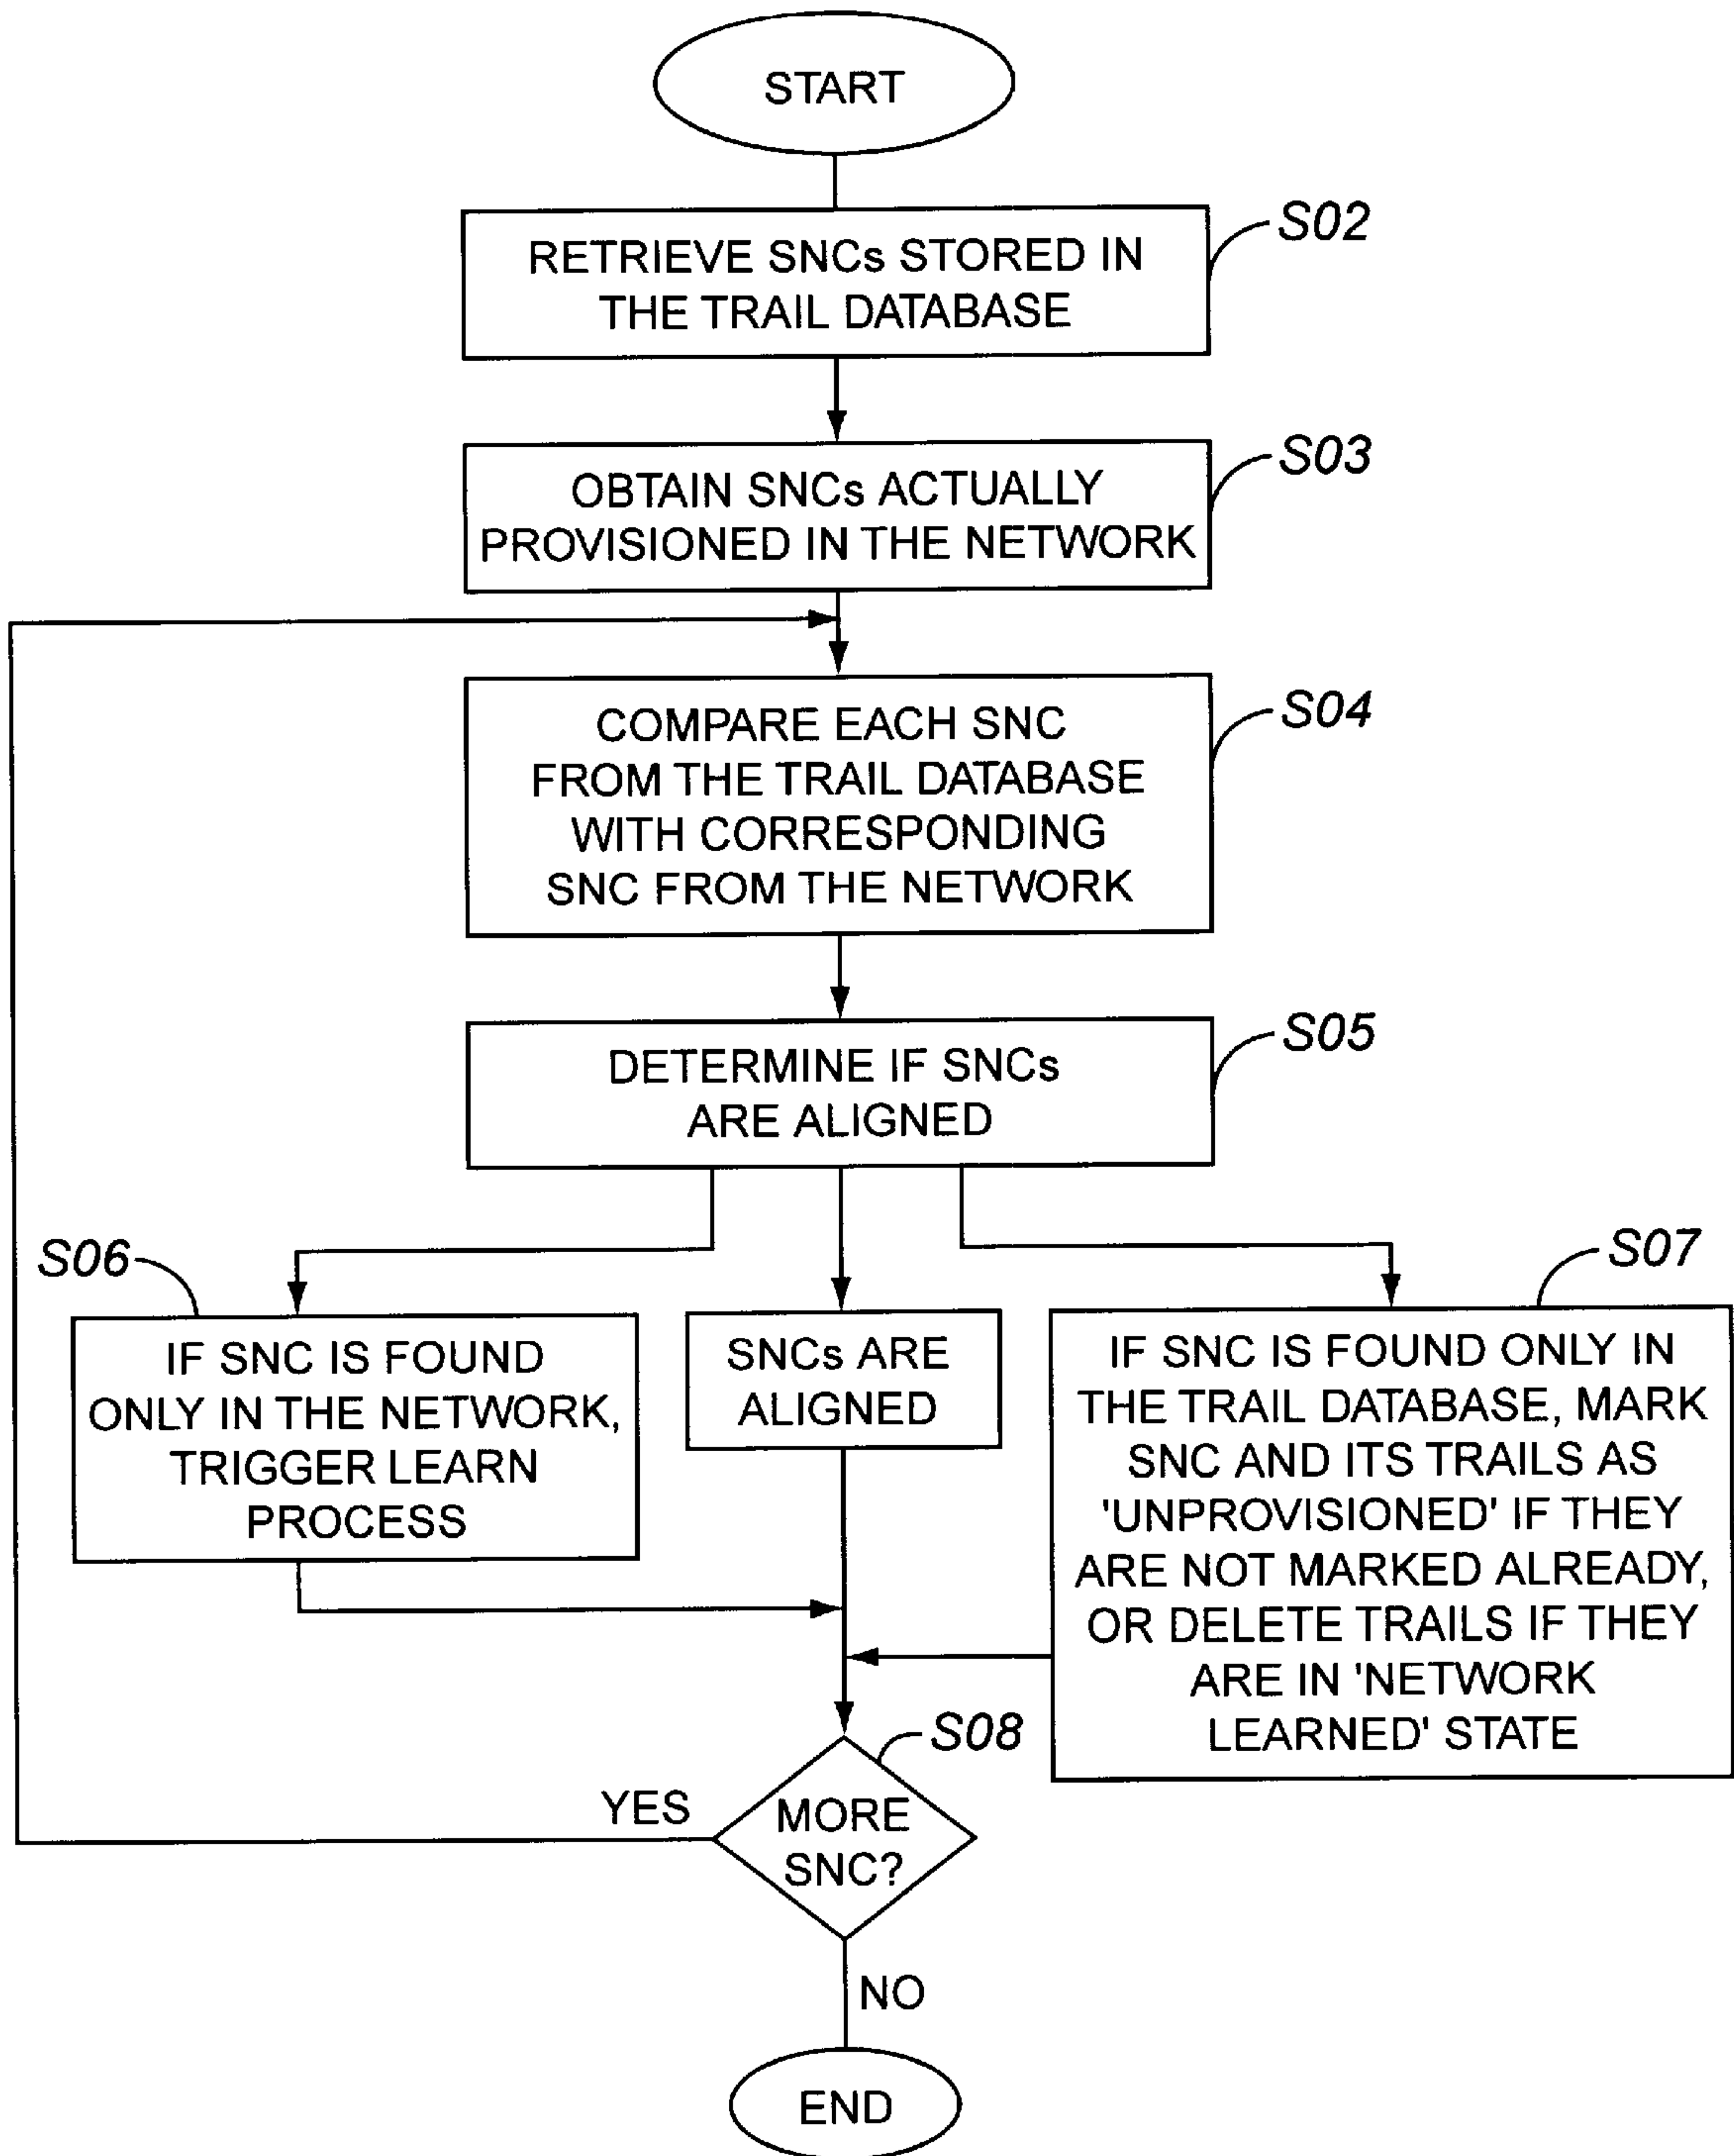 START
S02
RETRIEVE SNCs STORED IN
THE TRAIL DATABASE
S03
OBTAIN SNCs ACTUALLY
PROVISIONED IN THE NETWORK
S04
COMPARE EACH SNC
FROM THE TRAIL DATABASE
WITH CORRESPONDING
SNC FROM THE NETWORK
S05
DETERMINE IF SNCs
ARE ALIGNED
S06
IF SNC IS FOUND
ONLY IN THE NETWORK,
TRIGGER LEARN
PROCESS
SNCs ARE
ALIGNED
S07
IF SNC IS FOUND ONLY IN
THE TRAIL DATABASE, MARK
SNC AND ITS TRAILS AS
'UNPROVISIONED' IF THEY
ARE NOT MARKED ALREADY,
OR DELETE TRAILS IF THEY
ARE IN 'NETWORK
LEARNED' STATE
S08
YES
MORE
SNC?
NO
END